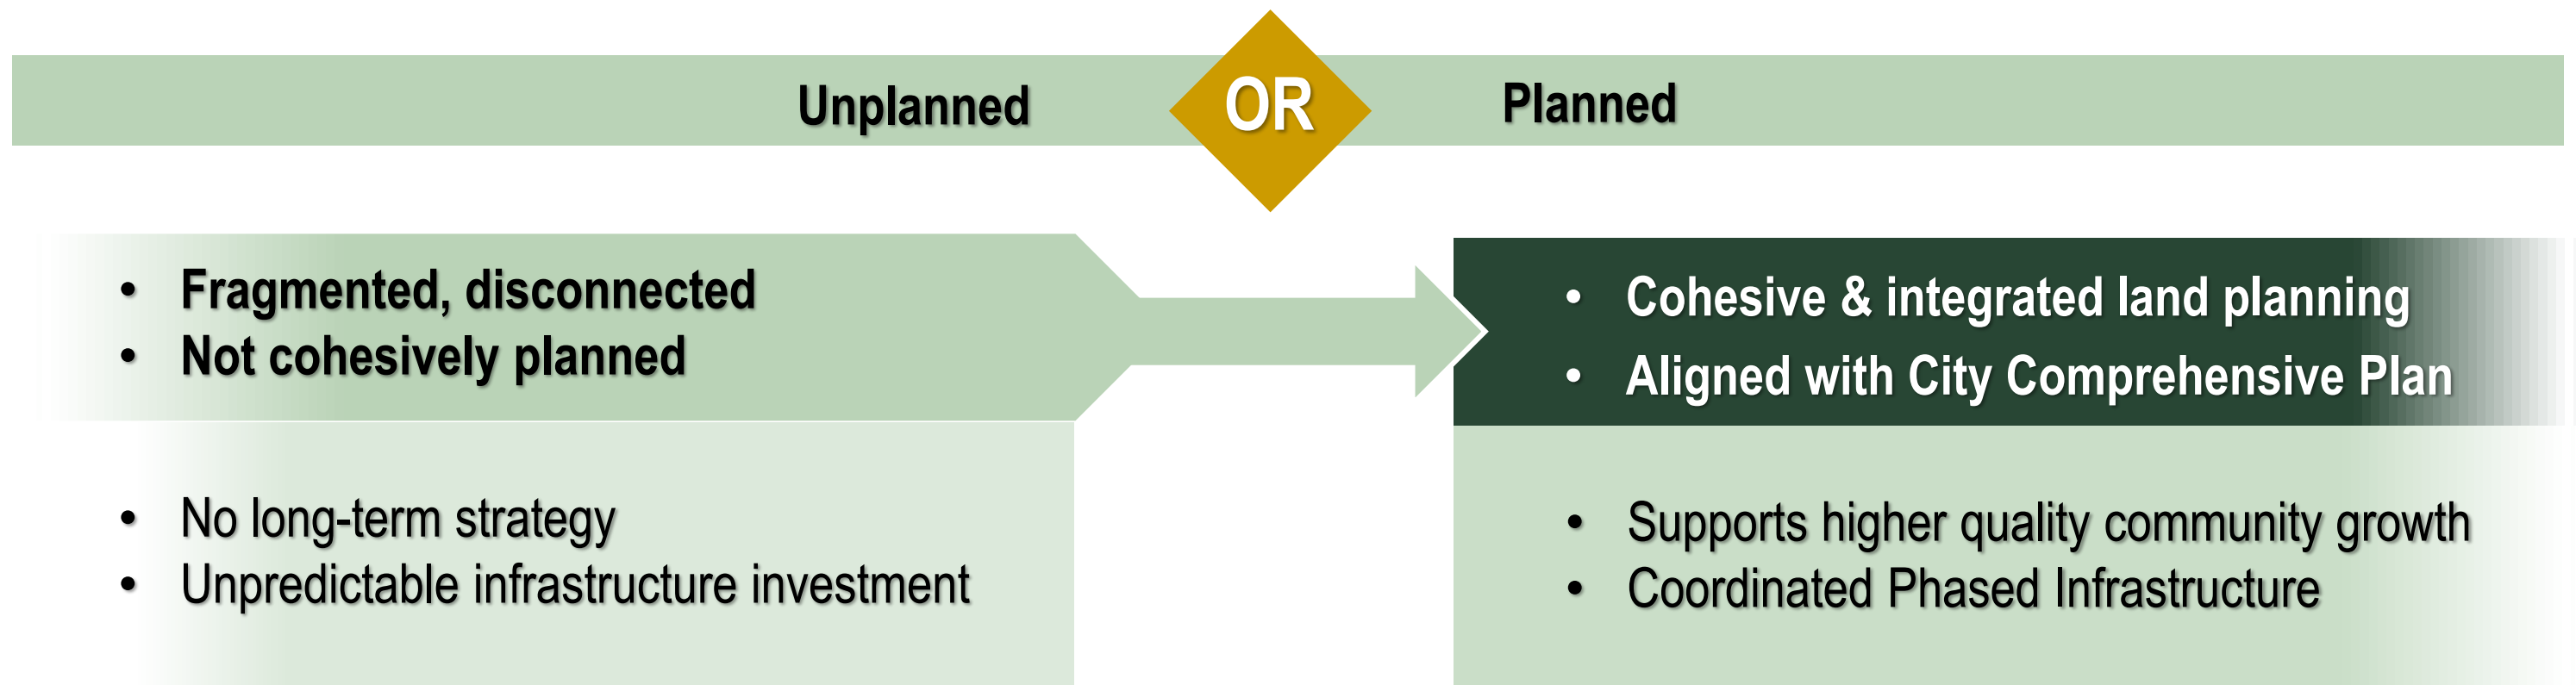 Unplanned
OR
Planned
• Fragmented, disconnected
• Not cohesively planned
• No long-term strategy
• Unpredictable infrastructure investment
• Cohesive & integrated land planning
• Aligned with City Comprehensive Plan
• Supports higher quality community growth
• Coordinated Phased Infrastructure